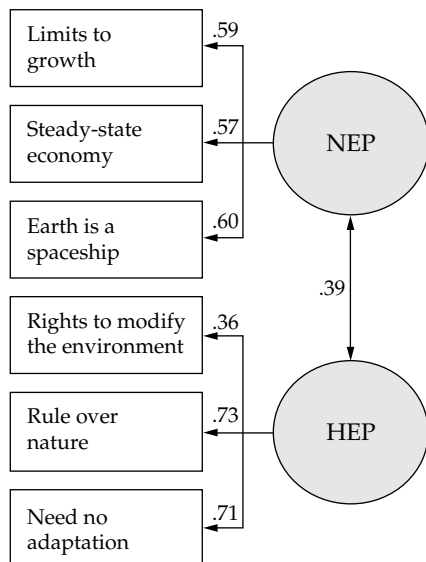 Limits to
growth
.59
Steady-state
economy
.57
NEP
Earth is a
spaceship
.60
.39
Rights to modify
the environment
.36
Rule over
nature
.73
HEP
Need no
adaptation
.71